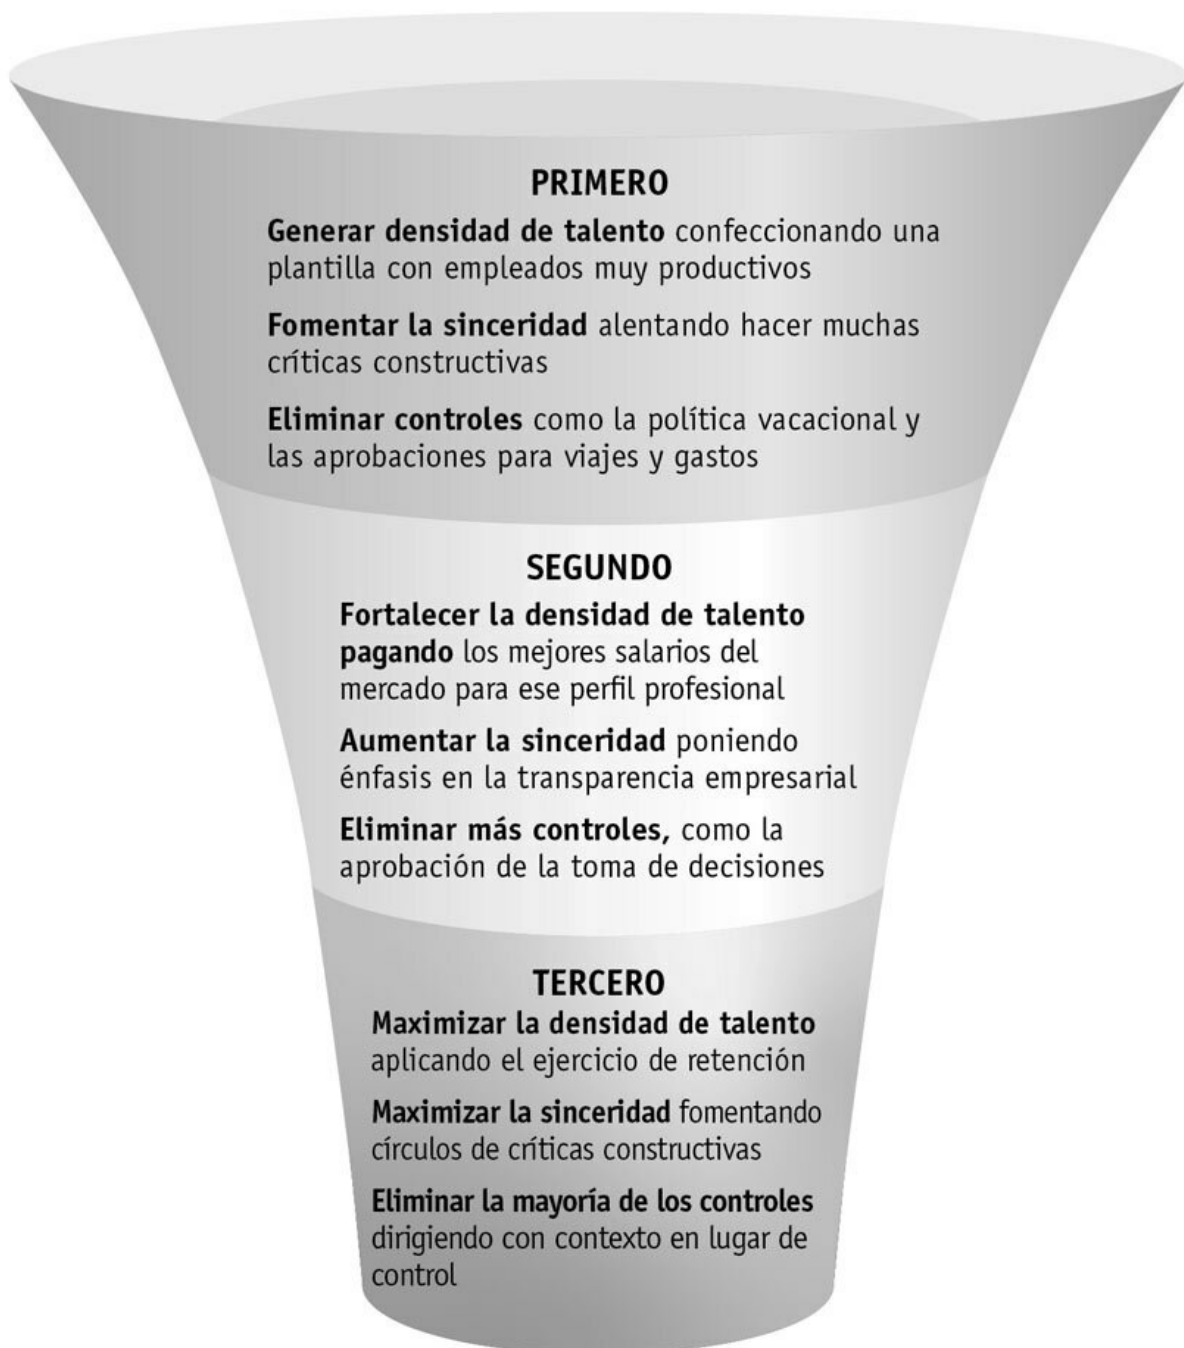 PRIMERO
Generar densidad de talento confeccionando una
plantilla con empleados muy productivos
Fomentar la sinceridad alentando hacer muchas
críticas constructivas
Eliminar controles como la política vacacional y
las aprobaciones para viajes y gastos
SEGUNDO
Fortalecer la densidad de talento
pagando los mejores salarios del
mercado para ese perfil profesional
Aumentar la sinceridad poniendo
énfasis en la transparencia empresarial
Eliminar más controles, como la
aprobación de la toma de decisiones
TERCERO
Maximizar la densidad de talento
aplicando el ejercicio de retención
Maximizar la sinceridad fomentando
círculos de críticas constructivas
Eliminar la mayoría de los controles
dirigiendo con contexto en lugar de
control